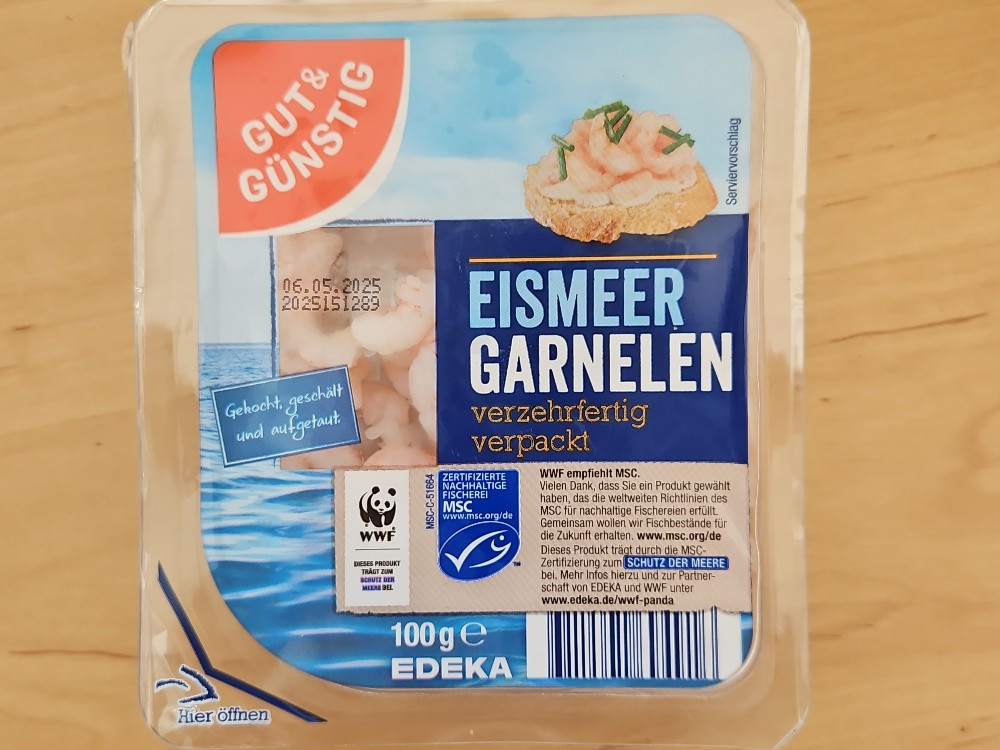 GUT&
GÜNSTIG
Serviervorschlag
06.05.2025
2025151289
EISMEER
GARNELEN
verzehrfertig
verpackt
Gekocht, geschält
und aufgetaut.
WWF
DIESES PRODUKT
TRÄGT ZUM
SCHUTZ DER
MEERE BEI.
MSC-C-51664
ZERTIFIZIERTE
NACHHALTIGE
FISCHEREI
MSC
www.msc.org/de
TM
WWF empfiehlt MSC.
Vielen Dank, dass Sie ein Produkt gewählt
haben, das die weltweiten Richtlinien des
MSC für nachhaltige Fischereien erfüllt.
Gemeinsam wollen wir Fischbestände für
die Zukunft erhalten. www.msc.org/de
Dieses Produkt trägt durch die MSC-
Zertifizierung zum SCHUTZ DER MEERE
bei. Mehr Infos hierzu und zur Partner-
schaft von EDEKA und WWF unter
www.edeka.de/wwf-panda
100 g ℮
EDEKA
Hier öffnen